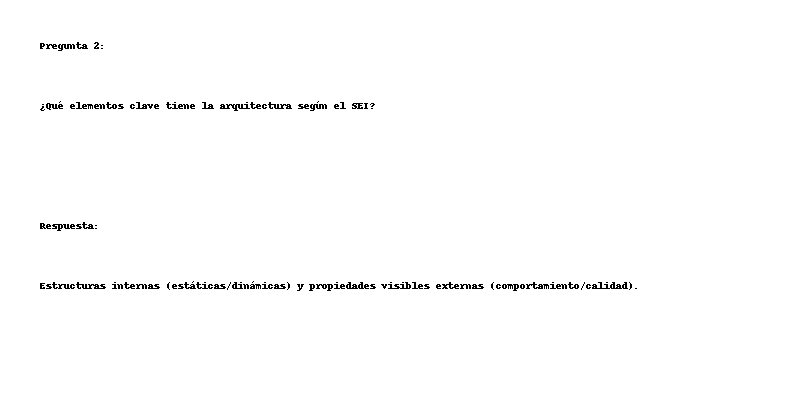 Pregunta 2:
¿Qué elementos clave tiene la arquitectura según el SEI?
Respuesta:
Estructuras internas (estáticas/dinámicas) y propiedades visibles externas (comportamiento/calidad).